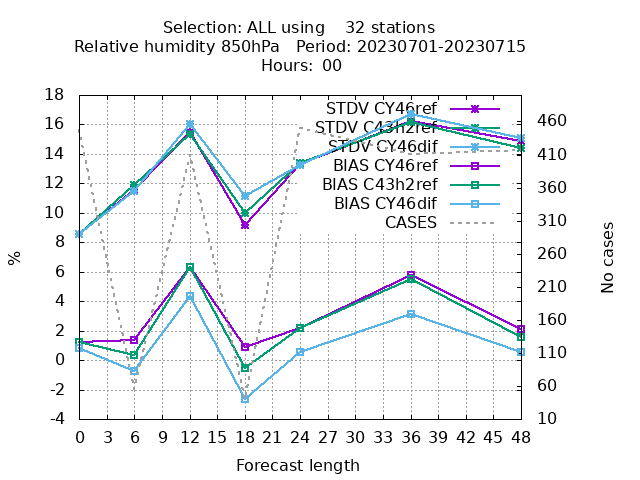 Selection: ALL using    32 stations
Relative humidity 850hPa   Period: 20230701-20230715
Hours: 00
18
16
14
12
10
8
6
4
2
0
-2
-4
%
STDV CY46ref
STDV C43h2ref
STDV CY46dif
BIAS CY46ref
BIAS C43h2ref
BIAS CY46dif
CASES
460
410
360
310
260
210
160
110
60
10
No cases
0 3 6 9 12 15 18 21 24 27 30 33 36 39 42 45 48
Forecast length